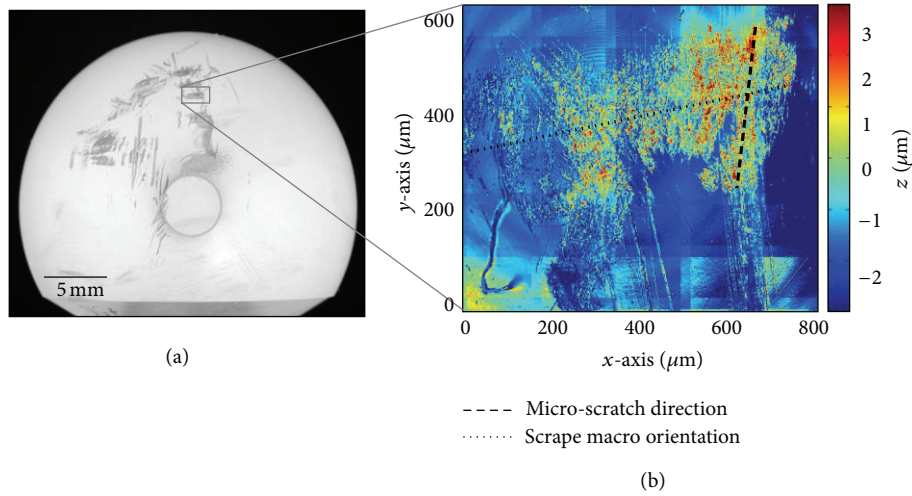 5 mm
(a)
600
400
200
0
y-axis (μm)
0
200
400
600
800
x-axis (μm)
3
2
1
0
−1
−2
z (μm)
Micro-scratch direction
Scrape macro orientation
(b)